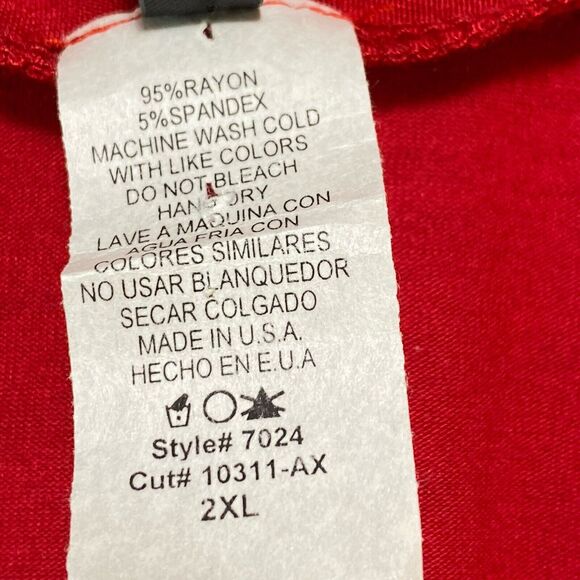 95%RAYON
5%SPANDEX
MACHINE WASH COLD
WITH LIKE COLORS
DO NOT BLEACH
HANG DRY
LAVE A MAQUINA CON
AGUA FRIA CON
COLORES SIMILARES
NO USAR BLANQUEDOR
SECAR COLGADO
MADE IN U.S.A.
HECHO EN E.U.A
Style# 7024
Cut# 10311-AX
2XL